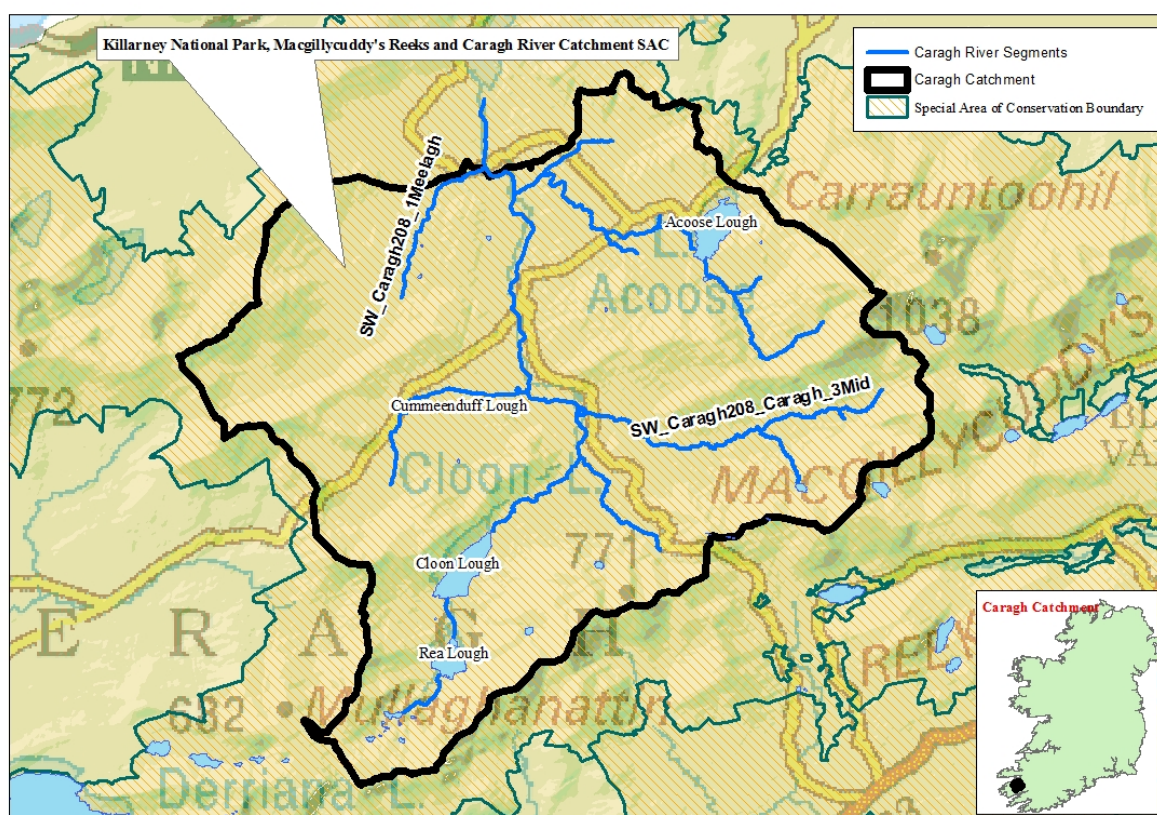 Killarney National Park, Macgillycuddy's Reeks and Caragh River Catchment SAC
Caragh River Segments
Caragh Catchment
Special Area of Conservation Boundary
SW_Caragh208_1Meelagh
Carrauntoohil
Acoose Lough
L.
Acoose
1038
MACGILLYCUDDY'S
772
Cummeenduff Lough
SW_Caragh208_Caragh_3Mid
Cloon L.
771
Cloon Lough
E R A G H
Rea Lough
682
Mullaghanattin
Derriana L.
Caragh Catchment